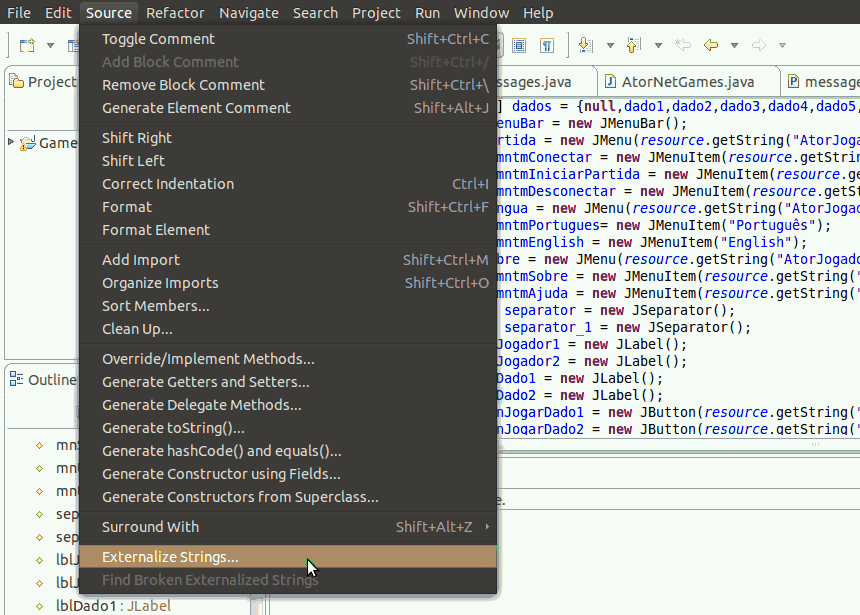 File Edit Source Refactor Navigate Search Project Run Window Help
Toggle Comment Shift+Ctrl+C
Add Block Comment Shift+Ctrl+/
Remove Block Comment Shift+Ctrl+\
Generate Element Comment Shift+Alt+J
Shift Right
Shift Left
Correct Indentation Ctrl+I
Format Shift+Ctrl+F
Format Element
Add Import Shift+Ctrl+M
Organize Imports Shift+Ctrl+O
Sort Members...
Clean Up...
Override/Implement Methods...
Generate Getters and Setters...
Generate Delegate Methods...
Generate toString()...
Generate hashCode() and equals()...
Generate Constructor using Fields...
Generate Constructors from Superclass...
Surround With Shift+Alt+Z
Externalize Strings...
Find Broken Externalized Strings
Project
Game
Outline
mn
mn
mn
sep
sep
lblJ
lblJ
lblDado1 : JLabel
ssages.java AtorNetGames.java message
] dados = {null,dado1,dado2,dado3,dado4,dado5,
enuBar = new JMenuBar();
rtida = new JMenu(resource.getString("AtorJoga
mntmConectar = new JMenuItem(resource.getStrin
mntmIniciarPartida = new JMenuItem(resource.ge
mntmDesconectar = new JMenuItem(resource.getSt
ngua = new JMenu(resource.getString("AtorJogad
mntmPortugues= new JMenuItem("Português");
mntmEnglish = new JMenuItem("English");
bre = new JMenu(resource.getString("AtorJogado
mntmSobre = new JMenuItem(resource.getString("
mntmAjuda = new JMenuItem(resource.getString("
separator = new JSeparator();
separator_1 = new JSeparator();
Jogador1 = new JLabel();
Jogador2 = new JLabel();
Dado1 = new JLabel();
Dado2 = new JLabel();
nJogarDado1 = new JButton(resource.getString("
nJogarDado2 = new JButton(resource.getString("
e.